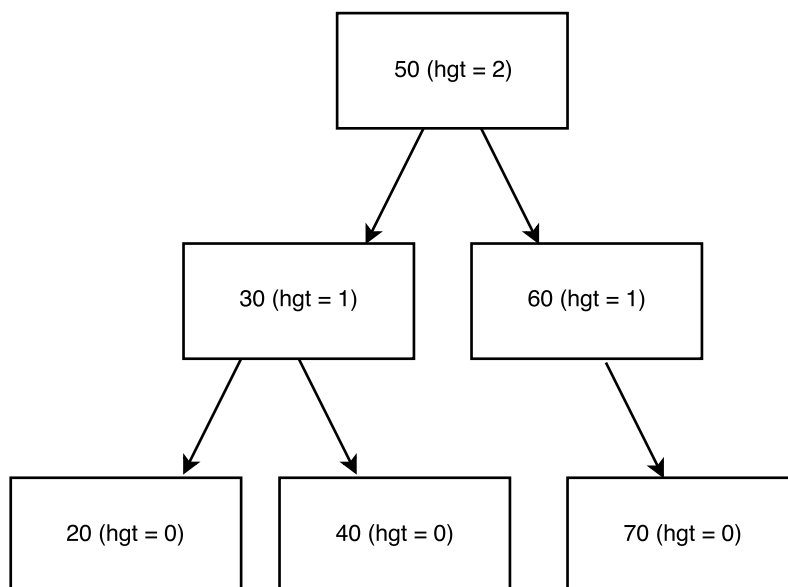 50 (hgt = 2)
30 (hgt = 1)
60 (hgt = 1)
20 (hgt = 0)
40 (hgt = 0)
70 (hgt = 0)